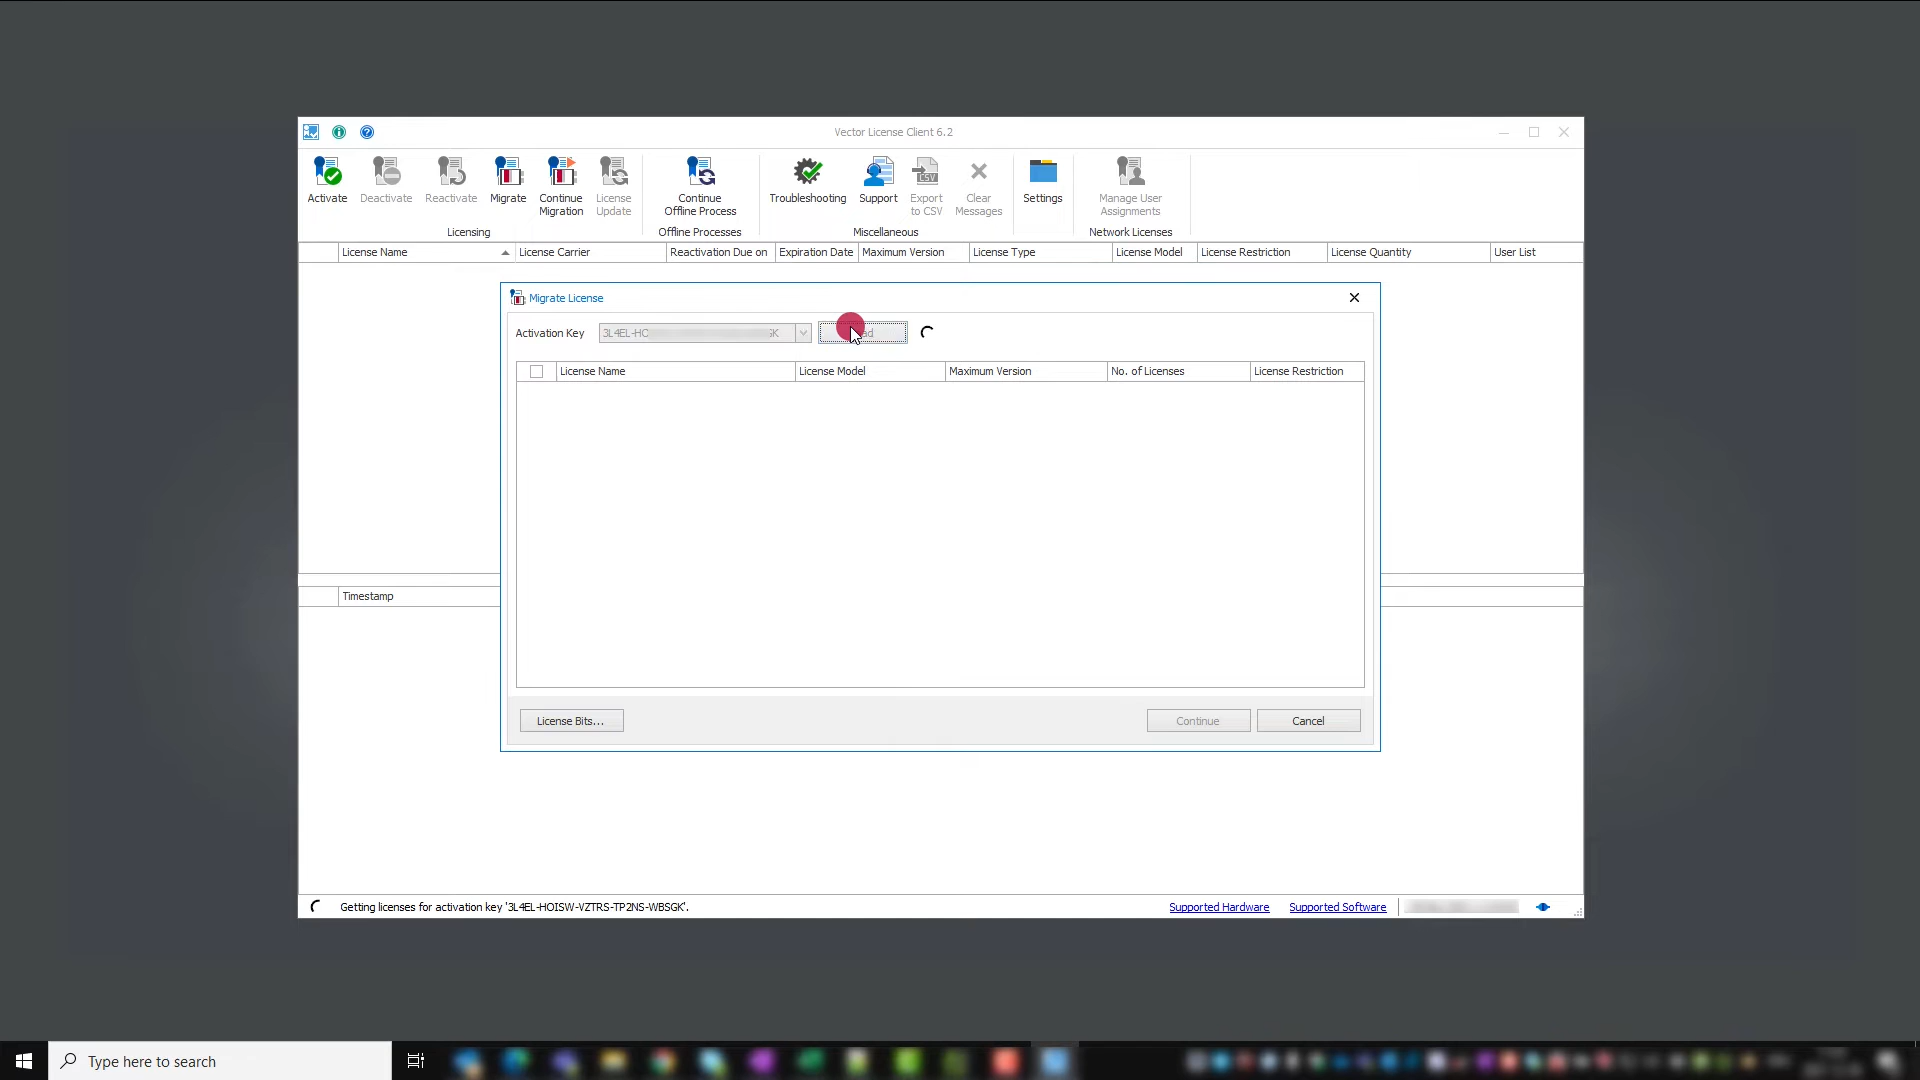 Vector License Client 6.2
Activate
Deactivate
Reactivate
Migrate
Continue
Migration
License
Update
Continue
Offline Process
Troubleshooting
Support
Export
to CSV
Clear
Messages
Settings
Manage User
Assignments
Licensing
Offline Processes
Miscellaneous
Network Licenses
License Name
License Carrier
Reactivation Due on
Expiration Date
Maximum Version
License Type
License Model
License Restriction
License Quantity
User List
Migrate License
Activation Key
License Name
License Model
Maximum Version
No. of Licenses
License Restriction
Timestamp
License Bits...
Continue
Cancel
Getting licenses for activation key '3L4EL-HOISW-VZTRS-TP2NS-WBSGK'.
Supported Hardware
Supported Software
Type here to search